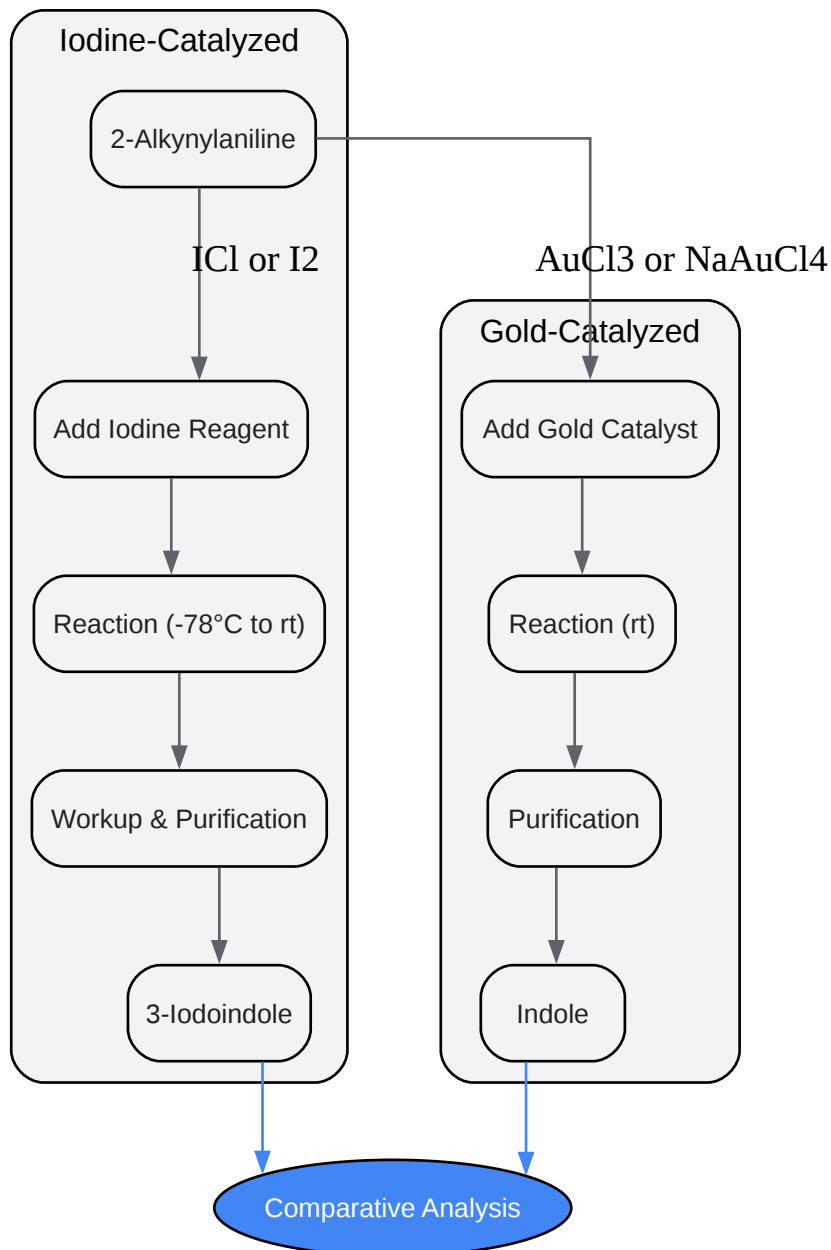 Iodine-Catalyzed
2-Alkynylaniline
ICl or I2
AuCl3 or NaAuCl4
Gold-Catalyzed
Add Iodine Reagent
Add Gold Catalyst
Reaction (-78°C to rt)
Reaction (rt)
Workup & Purification
Purification
3-Iodoindole
Indole
Comparative Analysis